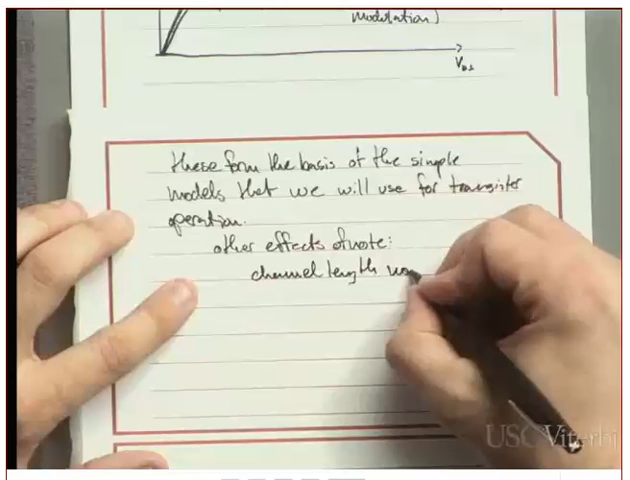 modulation)
V
these form the basis of the simple
models that we will use for transistor
operation.
other effects of note:
channel length mo
USC Viterbi